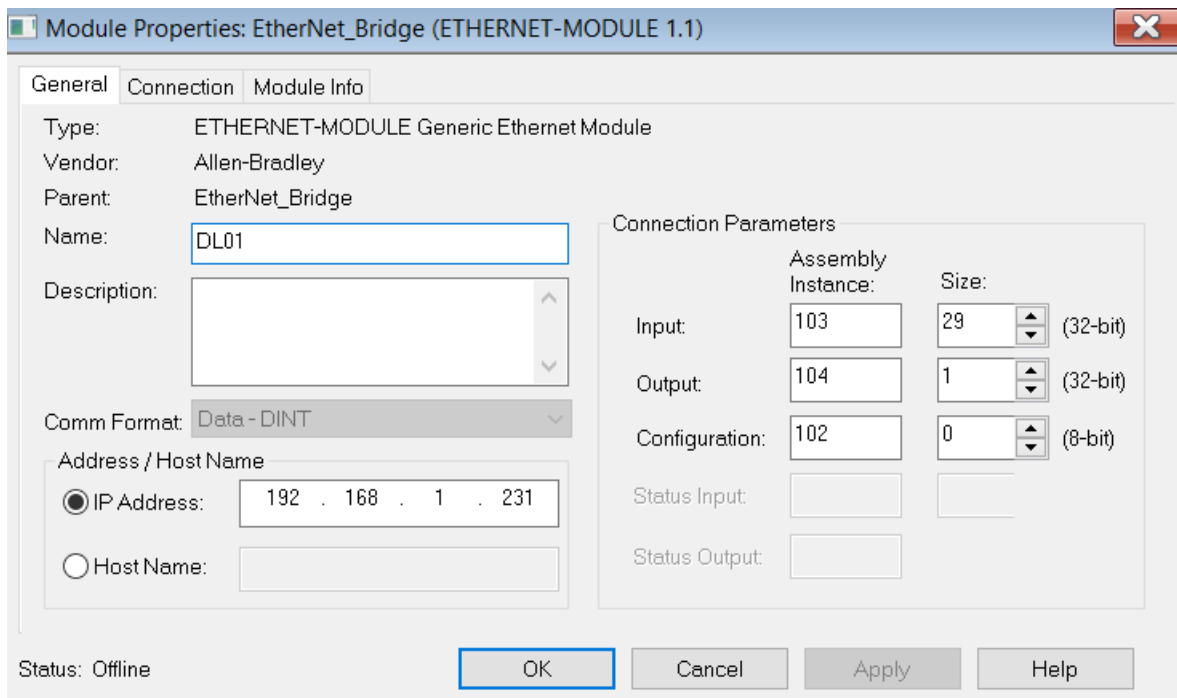 Module Properties: EtherNet_Bridge (ETHERNET-MODULE 1.1)
General Connection Module Info
Type: ETHERNET-MODULE Generic Ethernet Module
Vendor: Allen-Bradley
Parent: EtherNet_Bridge
Name: DL01
Description:
Comm Format: Data - DINT
Address / Host Name
IP Address: 192 . 168 . 1 . 231
Host Name:
Connection Parameters
Assembly
Instance: Size:
Input: 103 29 (32-bit)
Output: 104 1 (32-bit)
Configuration: 102 0 (8-bit)
Status Input:
Status Output:
Status: Offline OK Cancel Apply Help